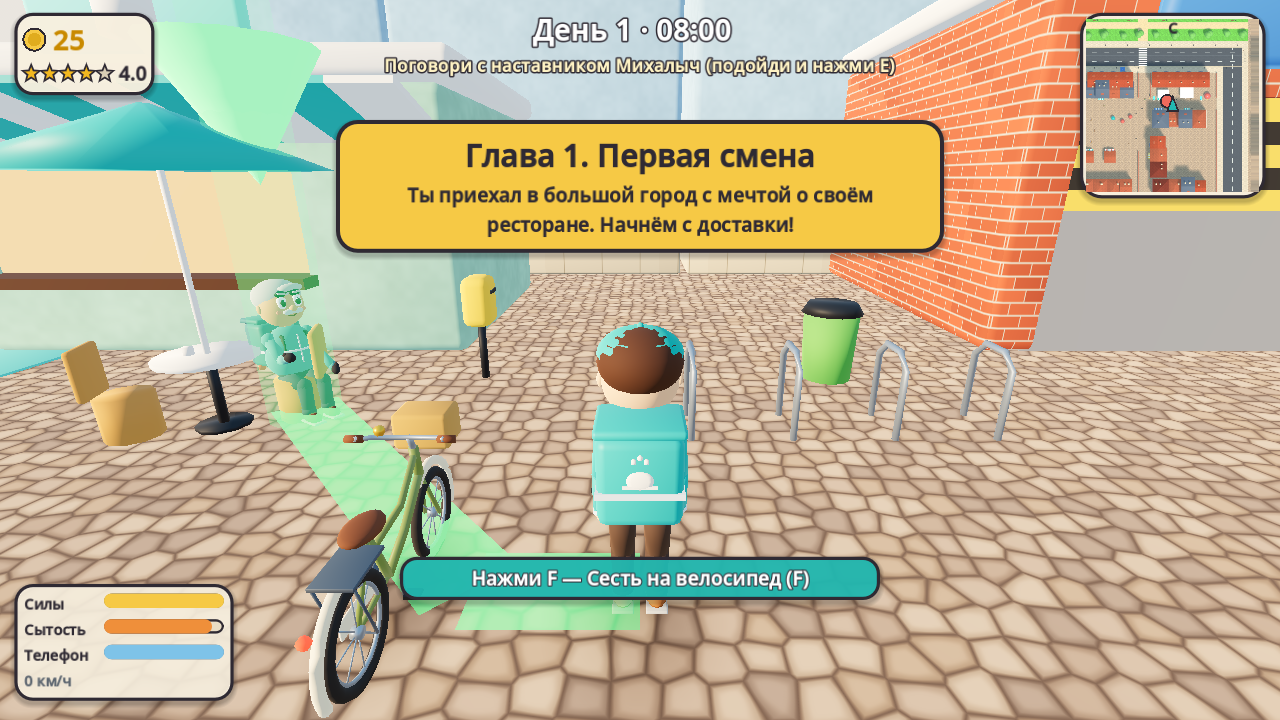 25
4.0
День 1 · 08:00
Поговори с наставником Михалыч (подойди и нажми E)
С
Глава 1. Первая смена
Ты приехал в большой город с мечтой о своём
ресторане. Начнём с доставки!
Нажми F — Сесть на велосипед (F)
Силы
Сытость
Телефон
0 км/ч